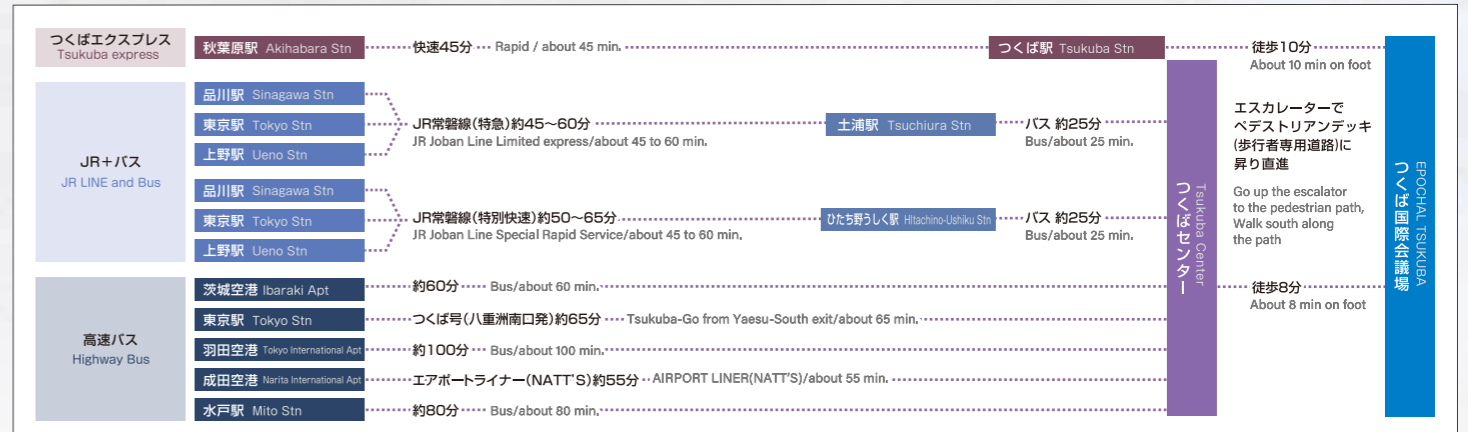 つくばエクスプレス
Tsukuba express
秋葉原駅 Akihabara Stn
快速45分 Rapid / about 45 min.
つくば駅 Tsukuba Stn
徒歩10分
About 10 min on foot
JR+バス
JR LINE and Bus
品川駅 Sinagawa Stn
東京駅 Tokyo Stn
上野駅 Ueno Stn
JR常磐線(特急)約45〜60分
JR Joban Line Limited express/about 45 to 60 min.
土浦駅 Tsuchiura Stn
バス 約25分
Bus/about 25 min.
品川駅 Sinagawa Stn
東京駅 Tokyo Stn
上野駅 Ueno Stn
JR常磐線(特別快速)約50〜65分
JR Joban Line Special Rapid Service/about 45 to 60 min.
ひたち野うしく駅 HItachino-Ushiku Stn
バス 約25分
Bus/about 25 min.
高速バス
Highway Bus
茨城空港 Ibaraki Apt
約60分 Bus/about 60 min.
東京駅 Tokyo Stn
つくば号(八重洲南口発)約65分 Tsukuba-Go from Yaesu-South exit/about 65 min.
羽田空港 Tokyo International Apt
約100分 Bus/about 100 min.
成田空港 Narita International Apt
エアポートライナー(NATT'S)約55分 AIRPORT LINER(NATT'S)/about 55 min.
水戸駅 Mito Stn
約80分 Bus/about 80 min.
つくばセンター
Tsukuba Center
エスカレーターで
ペデストリアンデッキ
(歩行者専用道路)に
昇り直進
Go up the escalator
to the pedestrian path,
Walk south along
the path
徒歩8分
About 8 min on foot
つくば国際会議場
EPOCHAL TSUKUBA